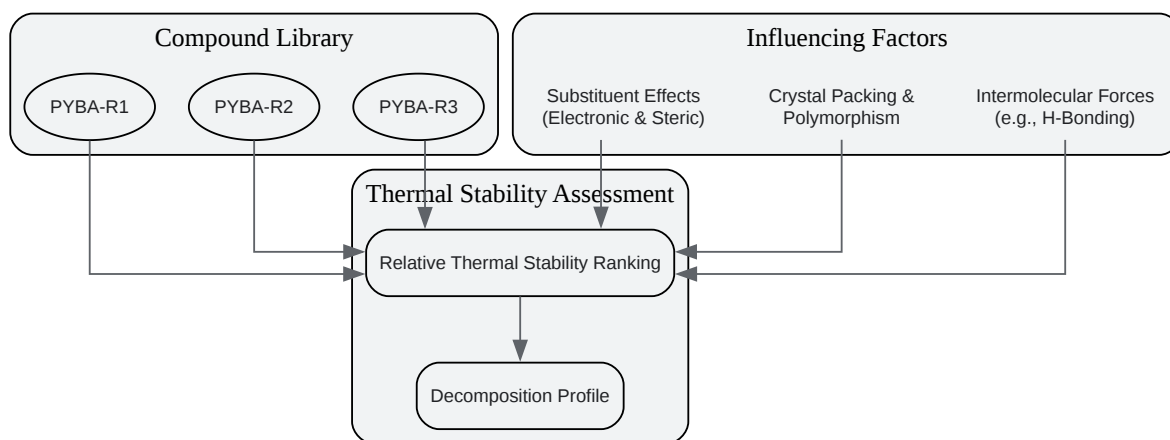 Compound Library
PYBA-R1
PYBA-R2
PYBA-R3
Influencing Factors
Substituent Effects
(Electronic & Steric)
Crystal Packing &
Polymorphism
Intermolecular Forces
(e.g., H-Bonding)
Thermal Stability Assessment
Relative Thermal Stability Ranking
Decomposition Profile